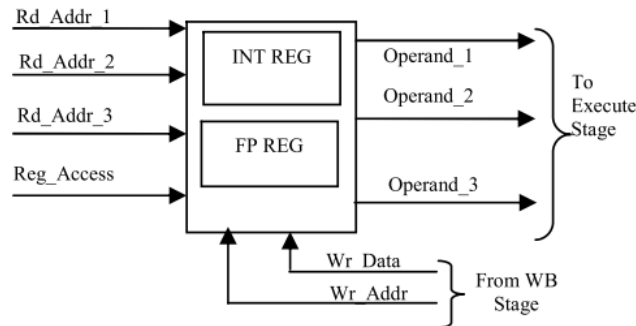 Rd_Addr_1
Rd_Addr_2
Rd_Addr_3
Reg_Access
INT REG
FP REG
Operand_1
Operand_2
Operand_3
To
Execute
Stage
Wr_Data
Wr_Addr
From WB
Stage